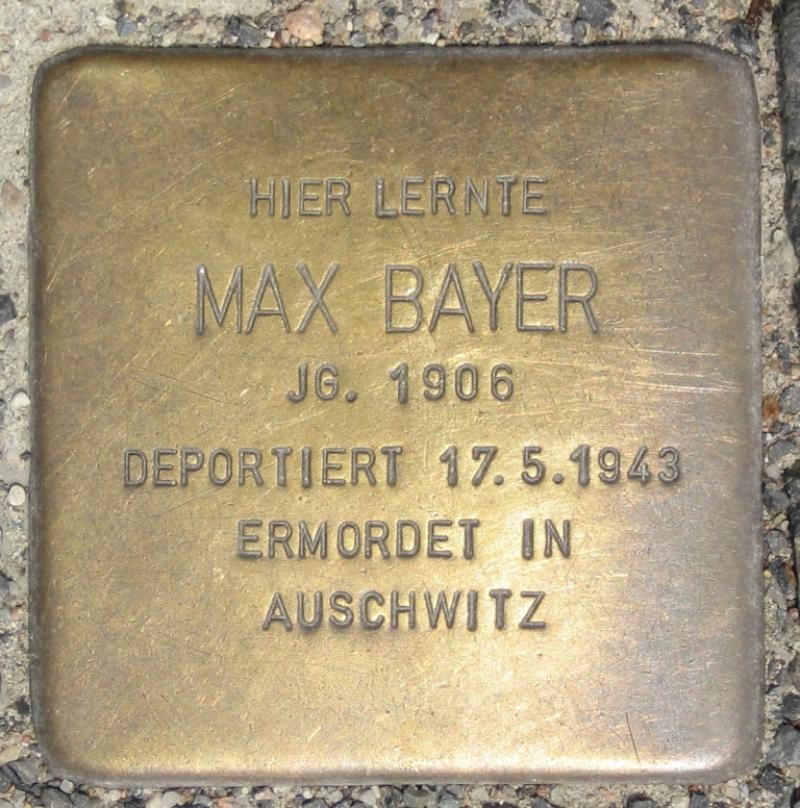 HIER LERNTE
MAX BAYER
JG. 1906
DEPORTIERT 17.5.1943
ERMORDET IN
AUSCHWITZ